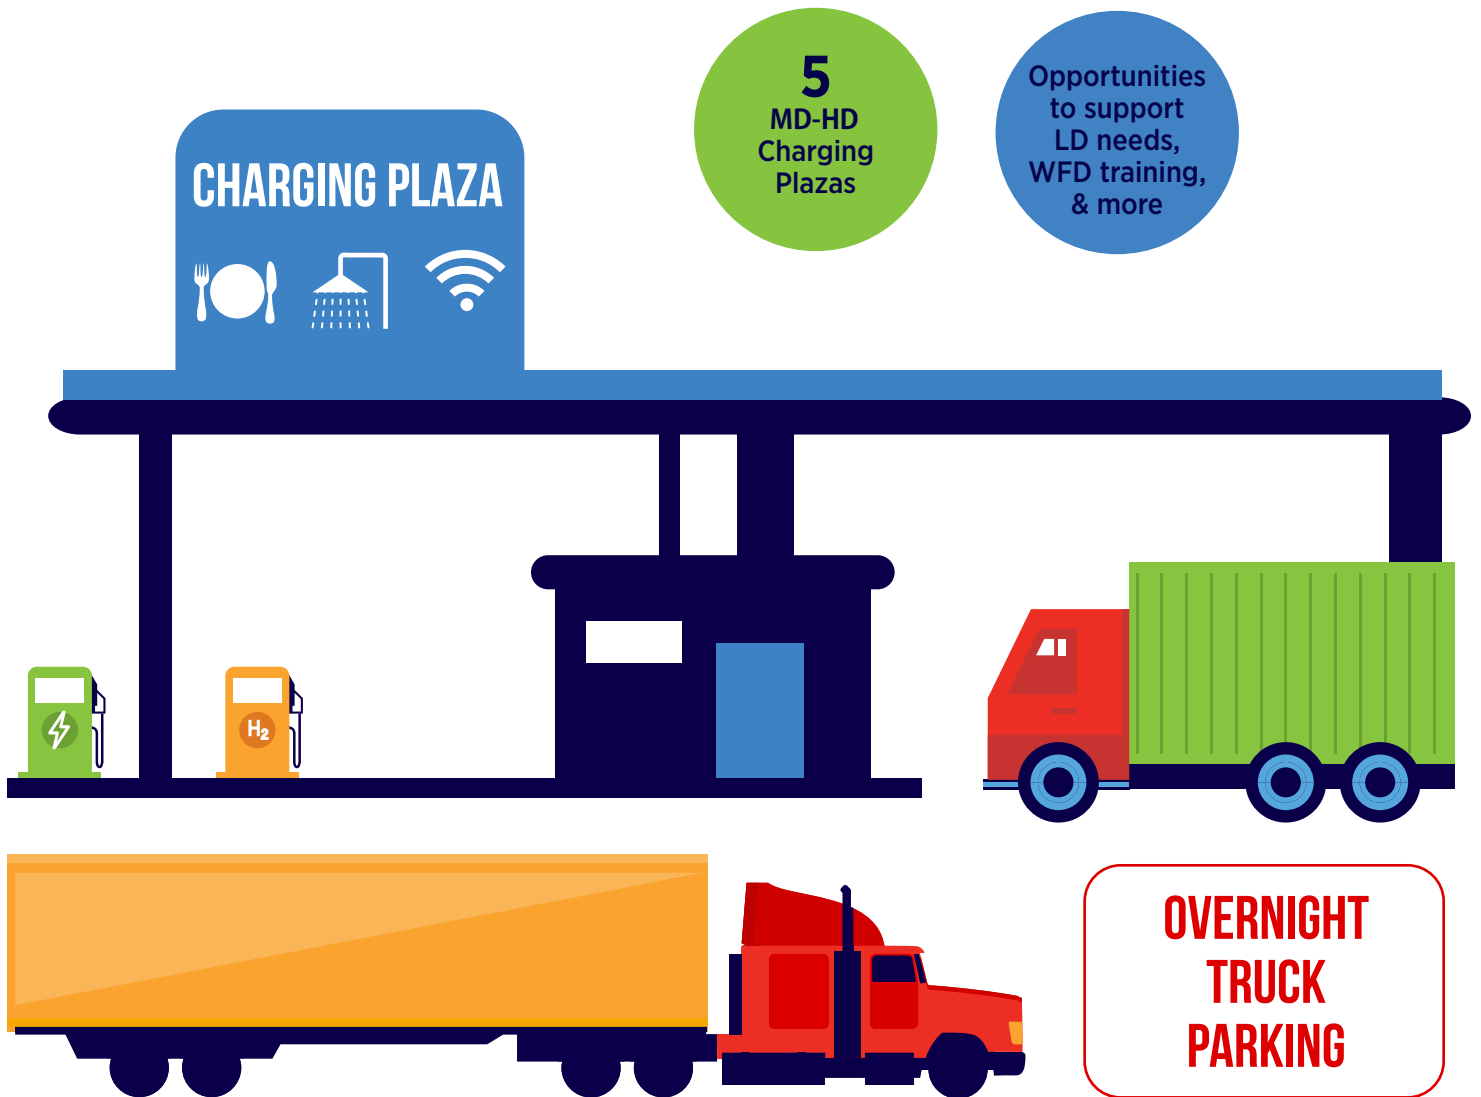 5
MD-HD
Charging
Plazas
Opportunities
to support
LD needs,
WFD training,
& more
CHARGING PLAZA
H₂
OVERNIGHT
TRUCK
PARKING